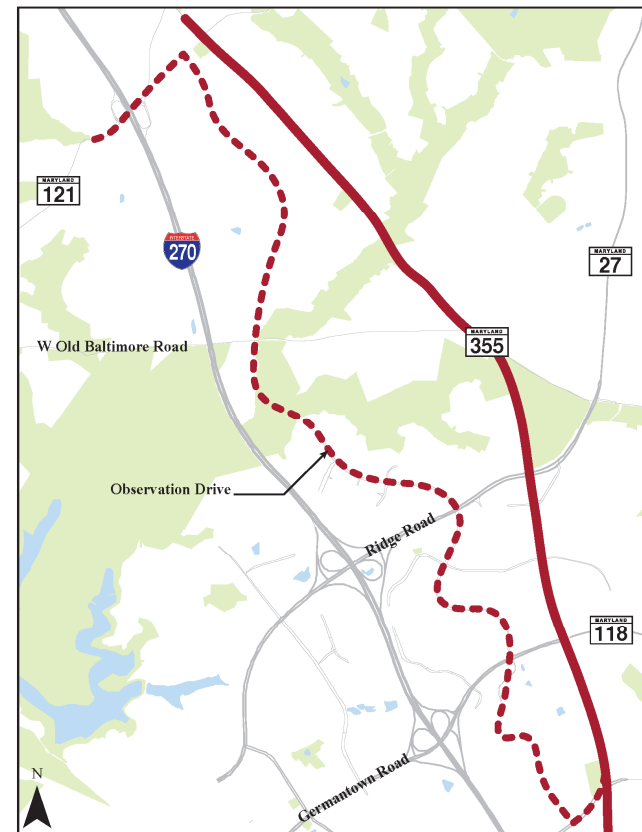 MARYLAND
121
INTERSTATE
270
MARYLAND
27
W Old Baltimore Road
MARYLAND
355
Observation Drive
Ridge Road
MARYLAND
118
Germantown Road
N